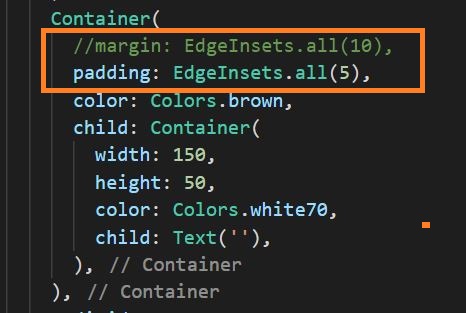 Container(
//margin: EdgeInsets.all(10),
padding: EdgeInsets.all(5),
color: Colors.brown,
child: Container(
width: 150,
height: 50,
color: Colors.white70,
child: Text(''),
), // Container
), // Container